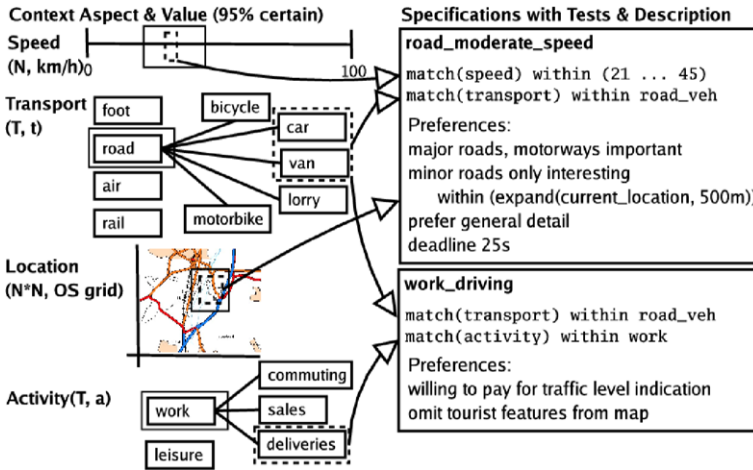 Context Aspect & Value (95% certain)
Speed
(N, km/h)
0
100
Transport
(T, t)
foot
road
air
rail
bicycle
car
van
lorry
motorbike
Location
(N*N, OS grid)
Activity(T, a)
work
leisure
commuting
sales
deliveries
Specifications with Tests & Description
road_moderate_speed
match(speed) within (21 ... 45)
match(transport) within road_veh
Preferences:
major roads, motorways important
minor roads only interesting
within (expand(current_location, 500m))
prefer general detail
deadline 25s
work_driving
match(transport) within road_veh
match(activity) within work
Preferences:
willing to pay for traffic level indication
omit tourist features from map